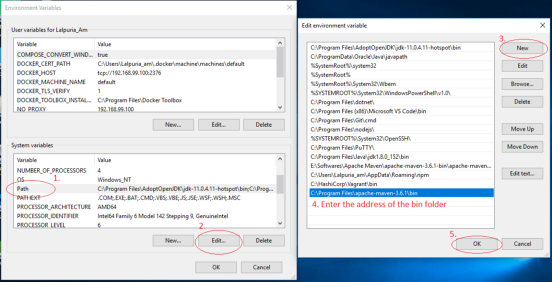 Environment Variables
User variables for Lalpuria_Am
Variable Value
COMPOSE_CONVERT_WIND... true
DOCKER_CERT_PATH C:\Users\Lalpuria_Am\.docker\machine\machines\default
DOCKER_HOST tcp://192.168.99.100:2376
DOCKER_MACHINE_NAME default
DOCKER_TLS_VERIFY 1
DOCKER_TOOLBOX_INSTAL... C:\Program Files\Docker Toolbox
NO_PROXY 192.168.99.100
New... Edit... Delete
System variables
Variable Value
1.
NUMBER_OF_PROCESSORS 4
OS Windows_NT
Path C:\Program Files\AdoptOpenJDK\jdk-11.0.4.11-hotspot\bin;C:\Prog...
PATHEXT .COM;.EXE;.BAT;.CMD;.VBS;.VBE;.JS;.JSE;.WSF;.WSH;.MSC
PROCESSOR_ARCHITECTURE AMD64
PROCESSOR_IDENTIFIER Intel64 Family 6 Model 142 Stepping 9, GenuineIntel
PROCESSOR_LEVEL 6
2.
New... Edit... Delete
OK Cancel
Edit environment variable
3.
C:\Program Files\AdoptOpenJDK\jdk-11.0.4.11-hotspot\bin
C:\ProgramData\Oracle\Java\javapath
%SystemRoot%\system32
%SystemRoot%
%SystemRoot%\System32\Wbem
%SYSTEMROOT%\System32\WindowsPowerShell\v1.0\
C:\Program Files\dotnet\
C:\Program Files (x86)\Microsoft VS Code\bin
C:\Program Files\Git\cmd
C:\Program Files\nodejs\
%SYSTEMROOT%\System32\OpenSSH\
C:\Program Files\PuTTY\
C:\Program Files\Java\jdk1.8.0_152\bin
E:\Softwares\Apache Maven\apache-maven-3.6.1-bin\apache-maven...
C:\Users\Lalpuria_am\AppData\Roaming\npm
C:\HashiCorp\Vagrant\bin
C:\Program Files\apache-maven-3.6.1\bin
4. Enter the address of the bin folder
New
Edit
Browse...
Delete
Move Up
Move Down
Edit text...
5.
OK Cancel